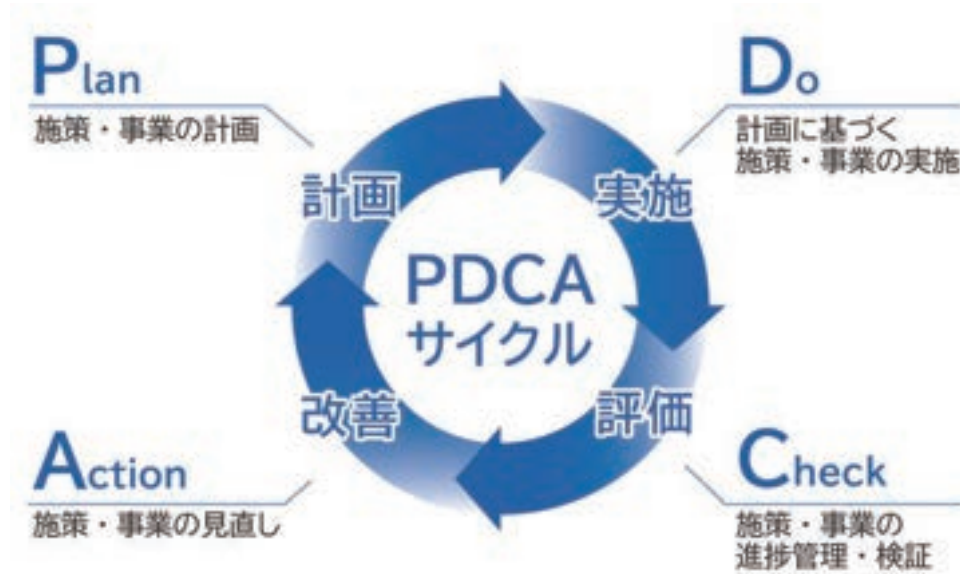 Plan
施策・事業の計画
Do
計画に基づく
施策・事業の実施
計画
実施
PDCA
サイクル
改善
評価
Action
施策・事業の見直し
Check
施策・事業の
進捗管理・検証